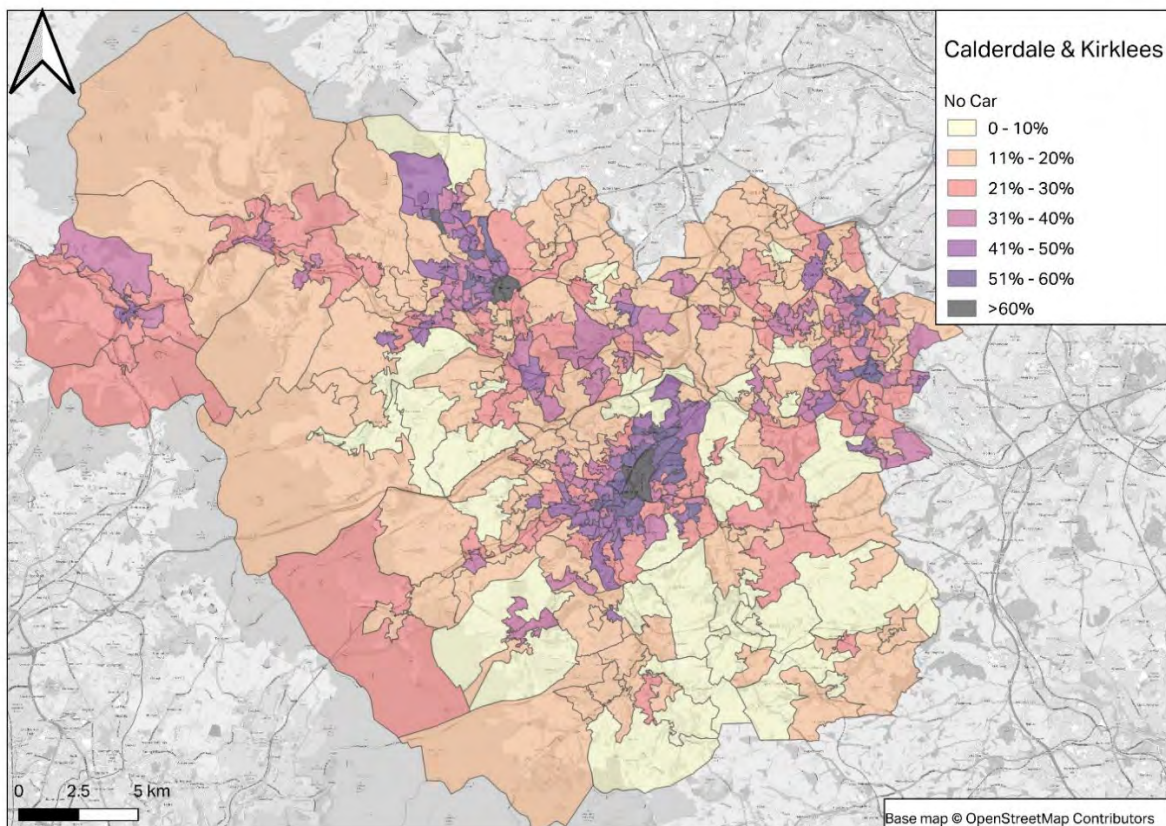 Calderdale & Kirklees
No Car
0 - 10%
11% - 20%
21% - 30%
31% - 40%
41% - 50%
51% - 60%
>60%
0 2.5 5 km
Base map © OpenStreetMap Contributors